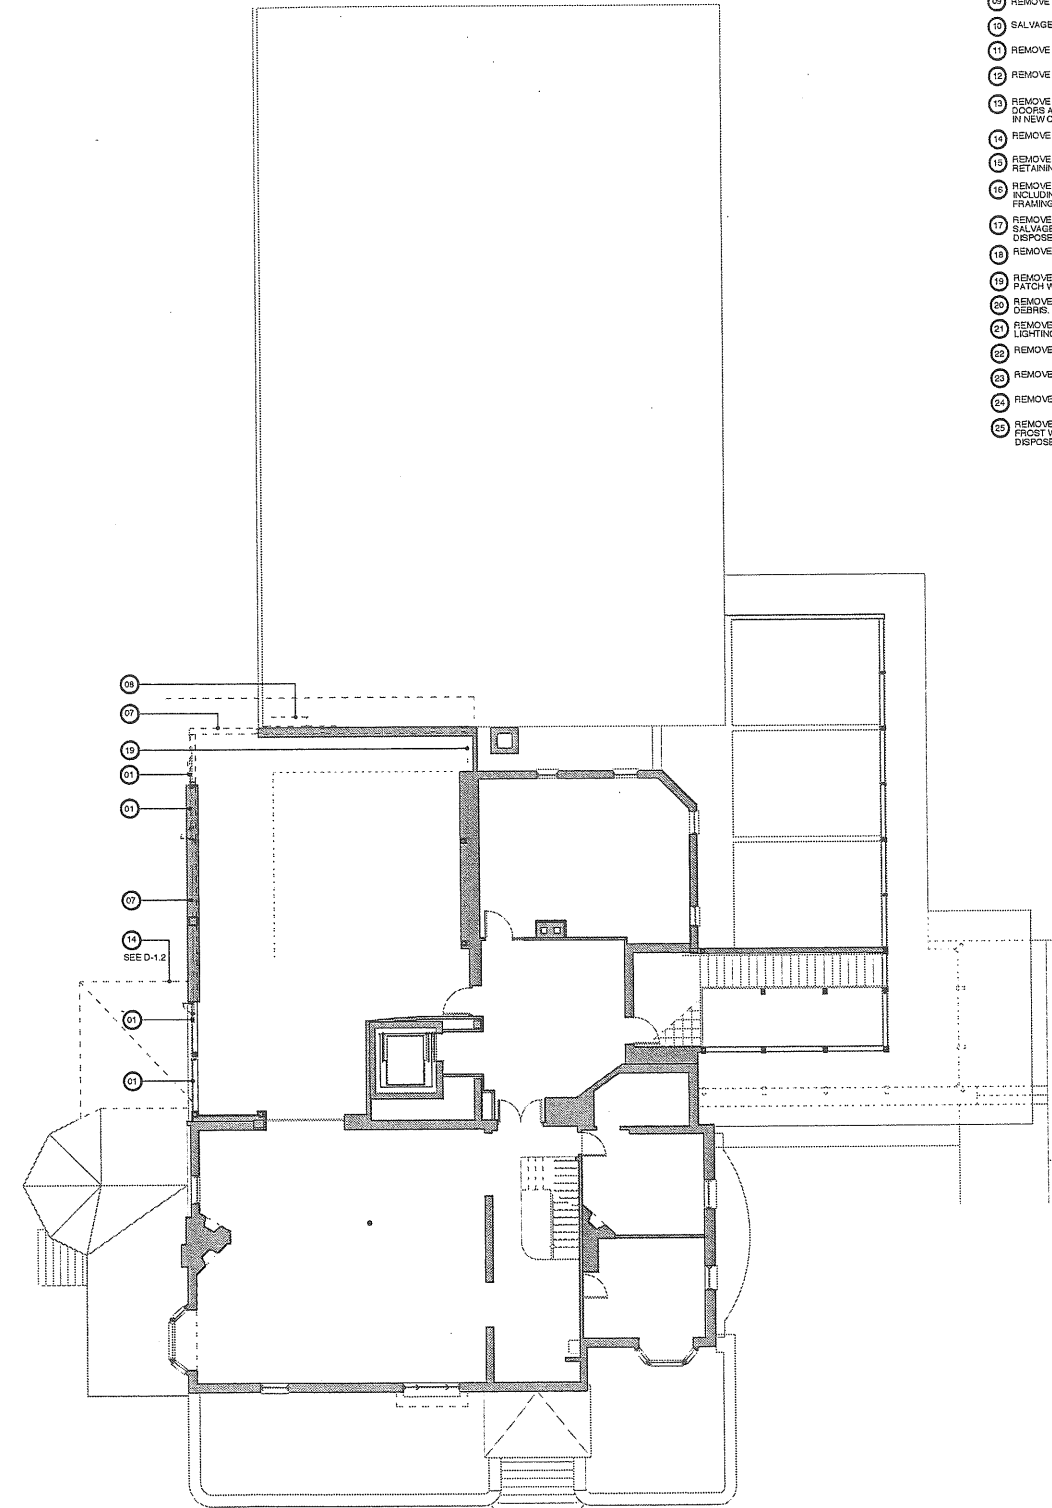 09 REMOVE
10 SALVAGE
11 REMOVE
12 REMOVE
13 REMOVE
DOORS A
IN NEW C
14 REMOVE
15 REMOVE
RETAININ
16 REMOVE
INCLUDIN
FRAMING
17 REMOVE
SALVAGE
DISPOSE
18 REMOVE
19 REMOVE
PATCH W
20 REMOVE
DEBRIS.
21 REMOVE
LIGHTING
22 REMOVE
23 REMOVE
24 REMOVE
25 REMOVE
FROST W
DISPOSE
08
07
19
01
01
07
14
SEE D-1.2
01
01